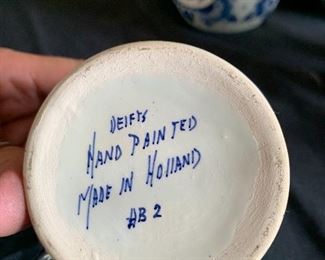 DElfts
HAND PAINTED
MADE IN HOllAND
AB 2